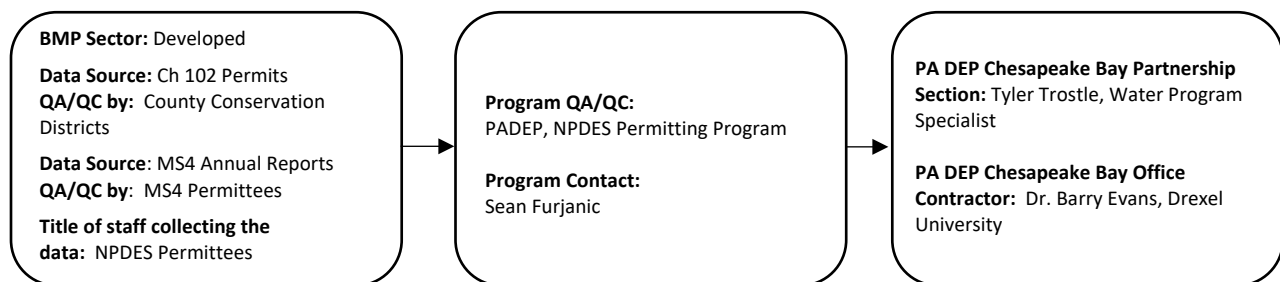 BMP Sector: Developed
Data Source: Ch 102 Permits
QA/QC by: County Conservation
Districts
Data Source: MS4 Annual Reports
QA/QC by: MS4 Permittees
Title of staff collecting the
data: NPDES Permittees
Program QA/QC:
PADEP, NPDES Permitting Program
Program Contact:
Sean Furjanic
PA DEP Chesapeake Bay Partnership
Section: Tyler Trostle, Water Program
Specialist
PA DEP Chesapeake Bay Office
Contractor: Dr. Barry Evans, Drexel
University